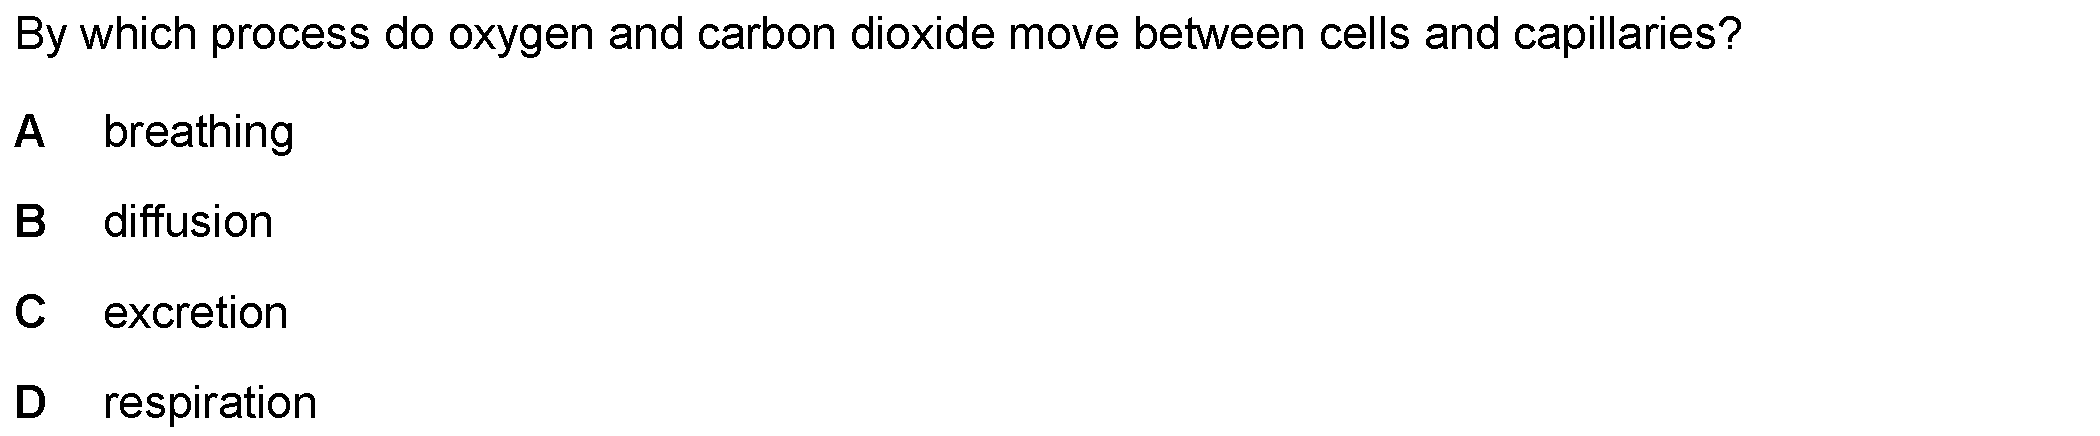 By which process do oxygen and carbon dioxide move between cells and capillaries?
A breathing
B diffusion
C excretion
D respiration